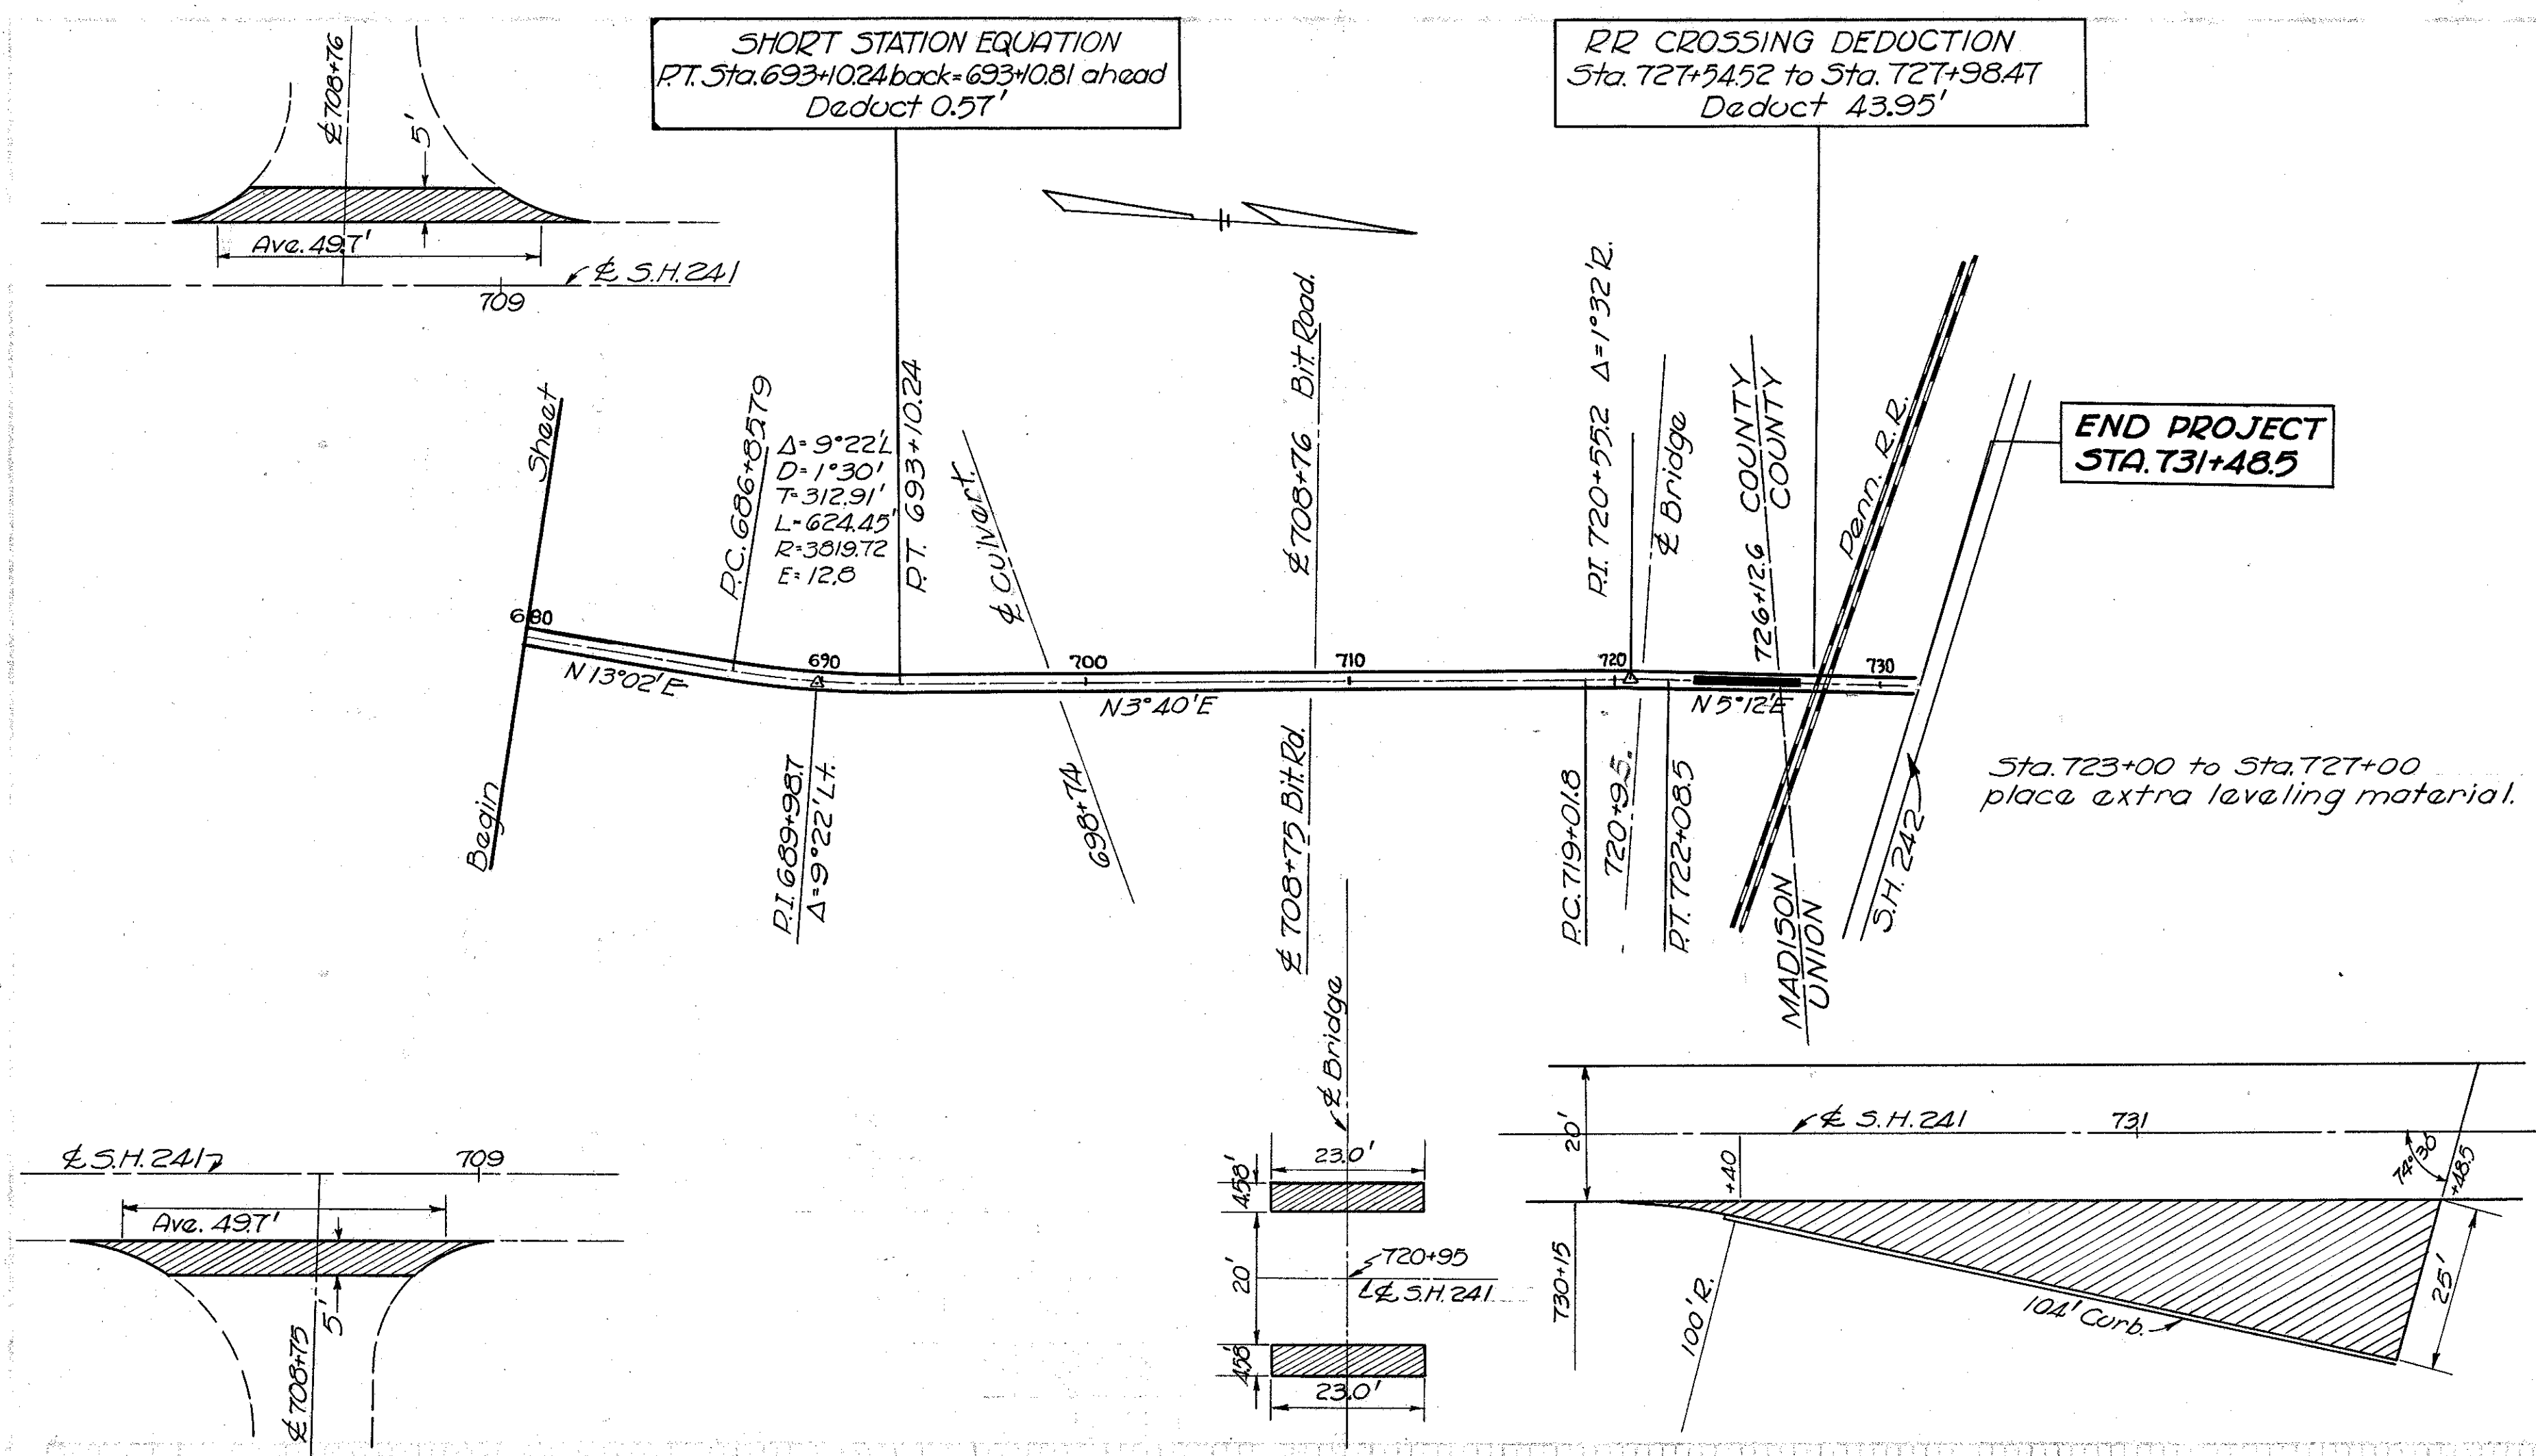 SHORT STATION EQUATION
P.T. Sta. 693+10.24 back = 693+10.81 ahead
Deduct 0.57'
RR CROSSING DEDUCTION
Sta. 727+54.52 to Sta. 727+98.47
Deduct 43.95'
℄ 708+76
5'
Ave. 49.7'
℄ S.H. 241
709
Begin
Sheet
680
N 13°02' E
P.C. 686+85.79
Δ= 9°22' L
D= 1°30'
T= 312.91'
L= 624.45'
R= 3819.72
E= 12.8
P.T. 693+10.24
690
P.I. 689+98.7
Δ= 9°22' Lt.
℄ Culvert.
698+74
700
N 3°40' E
℄ 708+76 Bit. Road.
710
℄ 708+75 Bit. Rd.
P.I. 720+55.2 Δ=1°32' R.
℄ Bridge
720
P.C. 719+01.8
720+95.
P.T. 722+08.5
N 5°12' E
726+12.6
COUNTY
COUNTY
MADISON
UNION
Penn. R.R.
730
S.H. 242
END PROJECT
STA. 731+48.5
Sta. 723+00 to Sta. 727+00
place extra leveling material.
℄ S.H. 241
709
Ave. 49.7'
5'
℄ 708+75
℄ Bridge
23.0'
4.58'
20'
720+95
℄ S.H. 241
4.58'
23.0'
20'
℄ S.H. 241
731
+40
74°30'
+48.5
730+15
100' R.
104' Curb.
25'